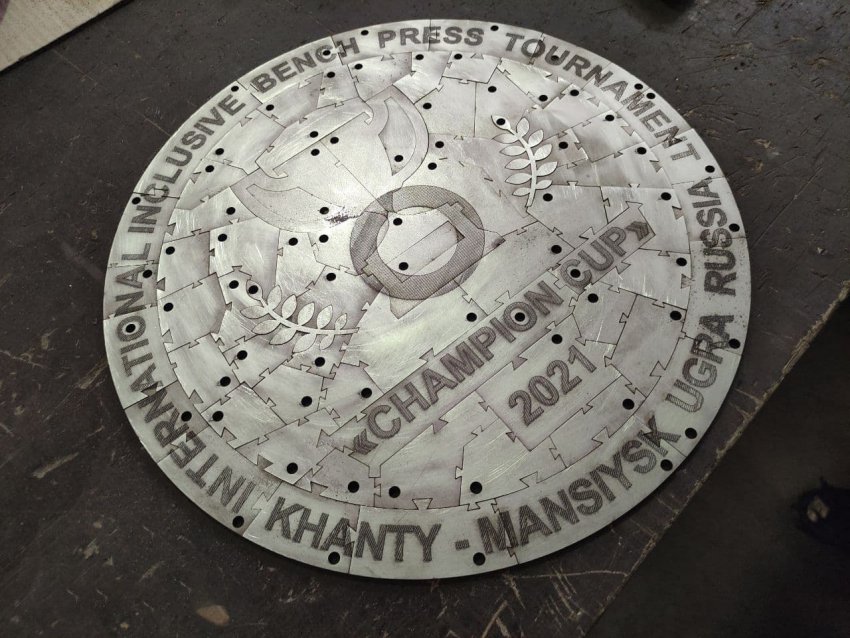 INTERNATIONAL INCLUSIVE BENCH PRESS TOURNAMENT
«CHAMPION CUP»
2021
KHANTY - MANSIYSK UGRA RUSSIA